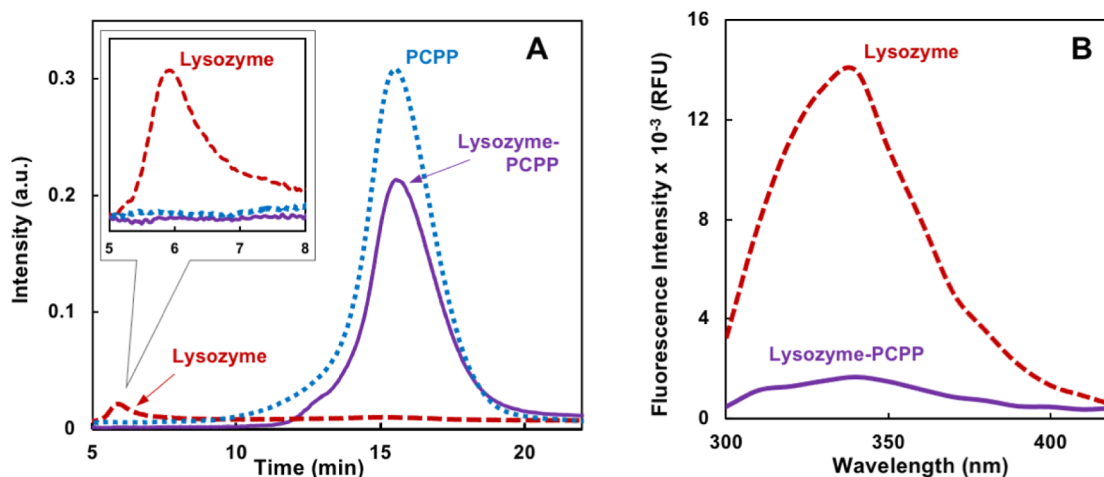 A
Intensity (a.u.)
0.3
0.2
0.1
0
5
10
15
20
Time (min)
Lysozyme
5
6
7
8
PCPP
Lysozyme-
PCPP
Lysozyme
B
Fluorescence Intensity x 10⁻³ (RFU)
16
12
8
4
0
300
350
400
Wavelength (nm)
Lysozyme
Lysozyme-PCPP